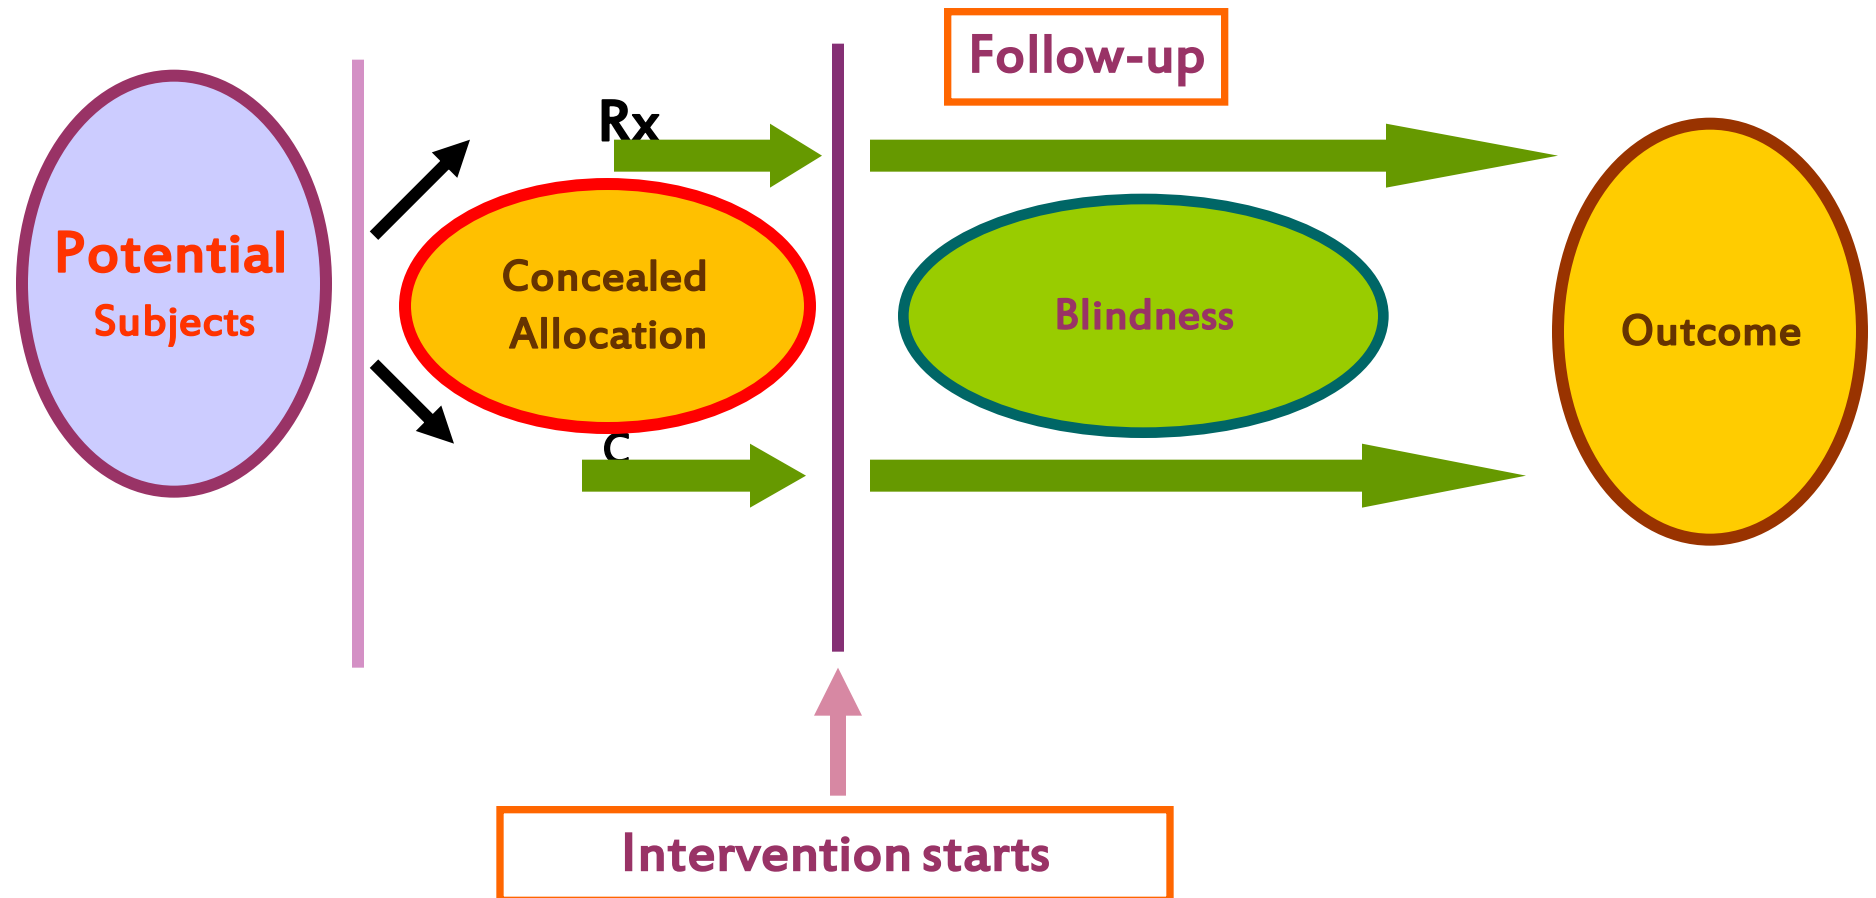 Follow-up
Rx
Potential
Subjects
Concealed
Allocation
Blindness
Outcome
C
Intervention starts